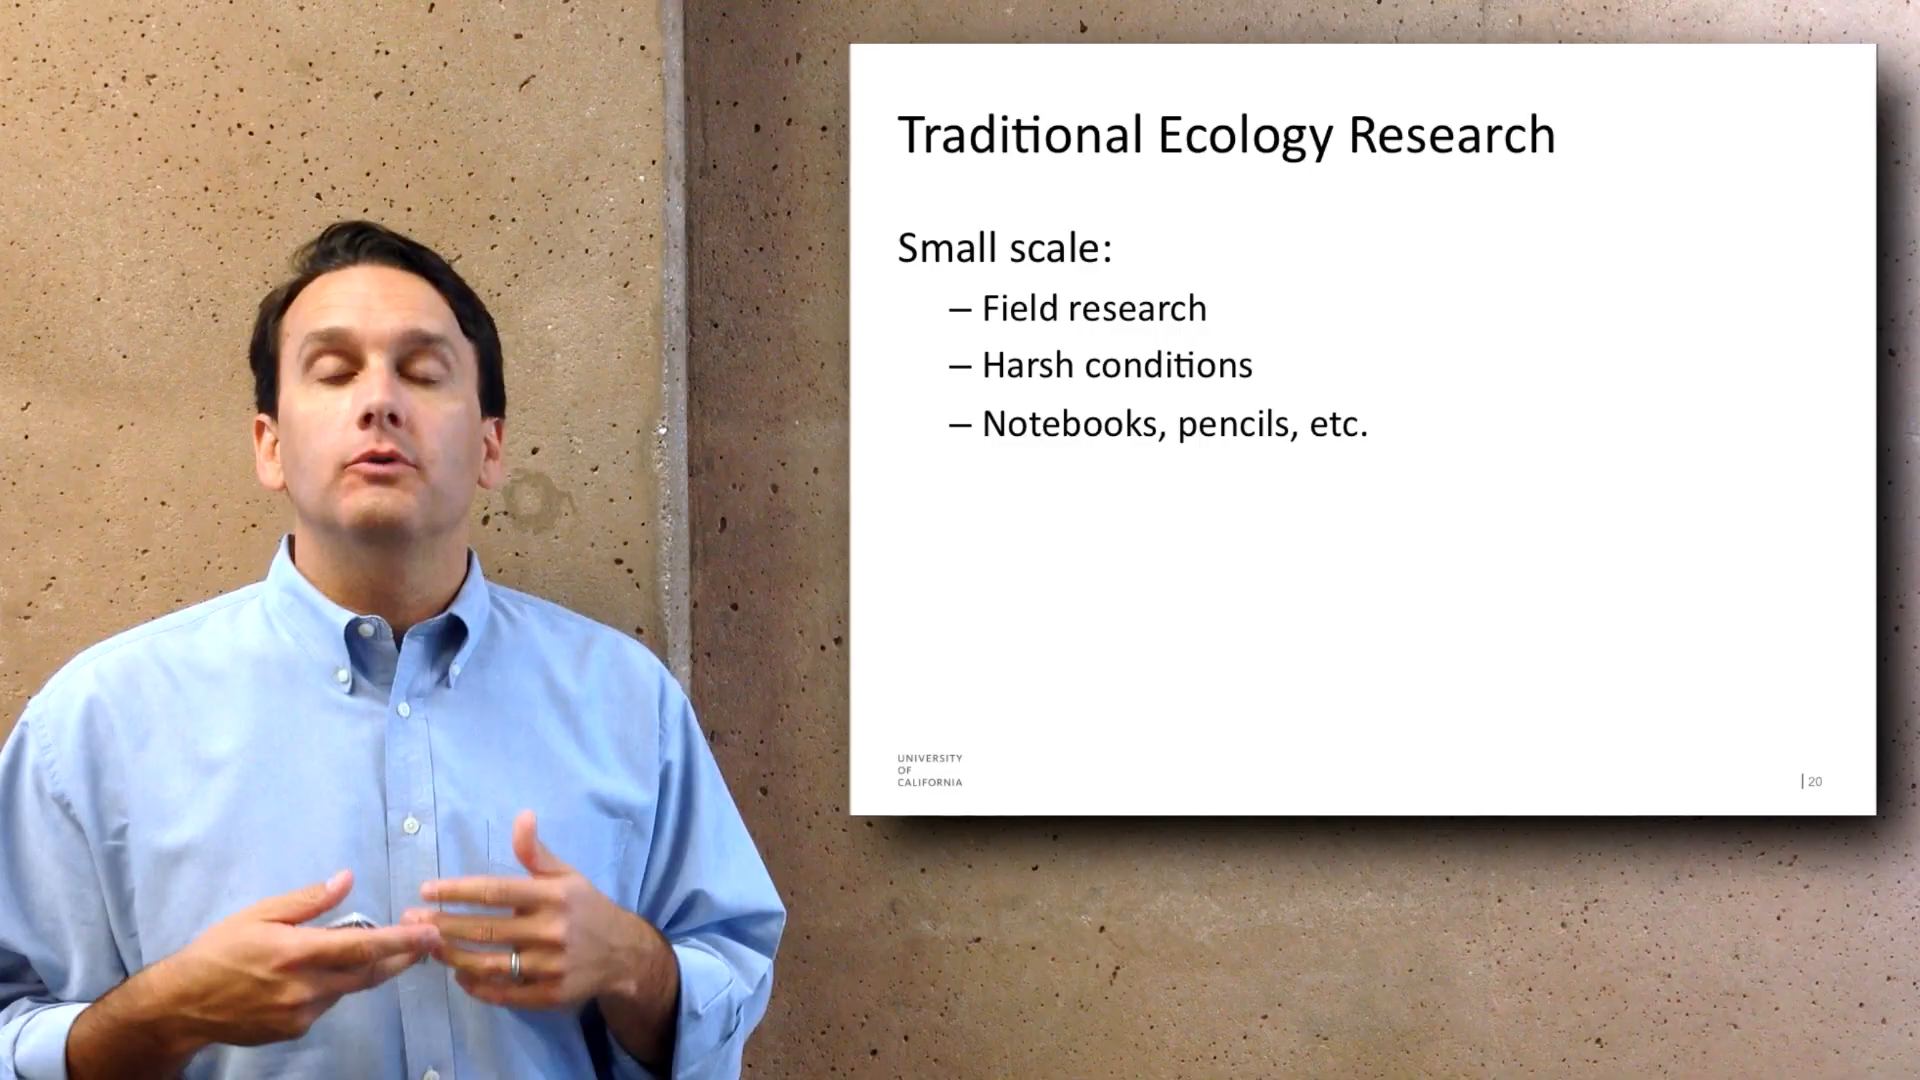 Traditional Ecology Research
Small scale:
– Field research
– Harsh conditions
– Notebooks, pencils, etc.
UNIVERSITY
OF
CALIFORNIA
| 20